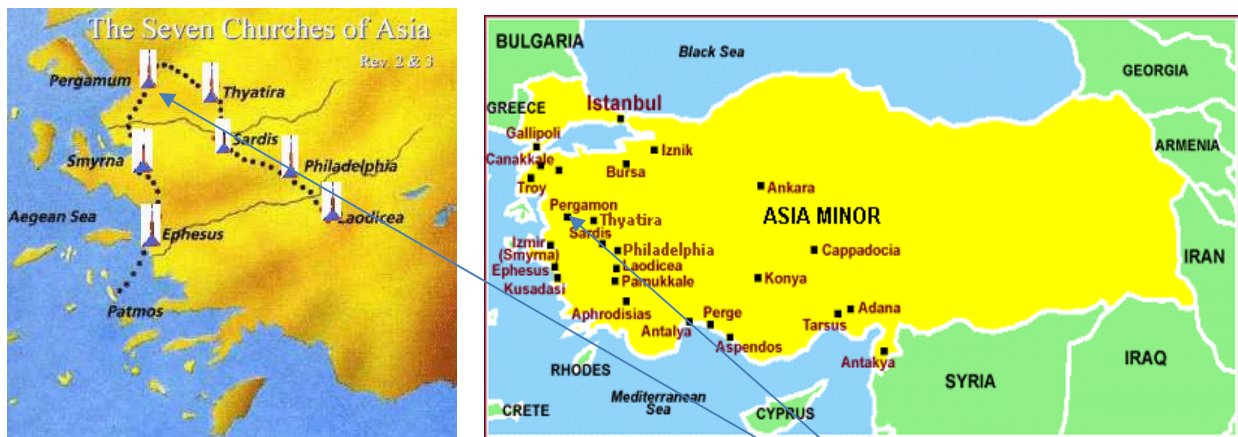 The Seven Churches of Asia
Rev. 2 & 3
Pergamum
Thyatira
Sardis
Smyrna
Philadelphia
Laodicea
Aegean Sea
Ephesus
Patmos
BULGARIA
Black Sea
GEORGIA
GREECE
Istanbul
Gallipoli
ARMENIA
Iznik
Canakkale
Bursa
Troy
Ankara
Pergamon
Thyatira
ASIA MINOR
Sardis
Izmir
(Smyrna)
Philadelphia
Cappadocia
IRAN
Ephesus
Laodicea
Kusadasi
Pamukkale
Konya
Aphrodisias
Perge
Adana
Antalya
Tarsus
Aspendos
Antakya
RHODES
IRAQ
SYRIA
Mediterranean
Sea
CRETE
CYPRUS